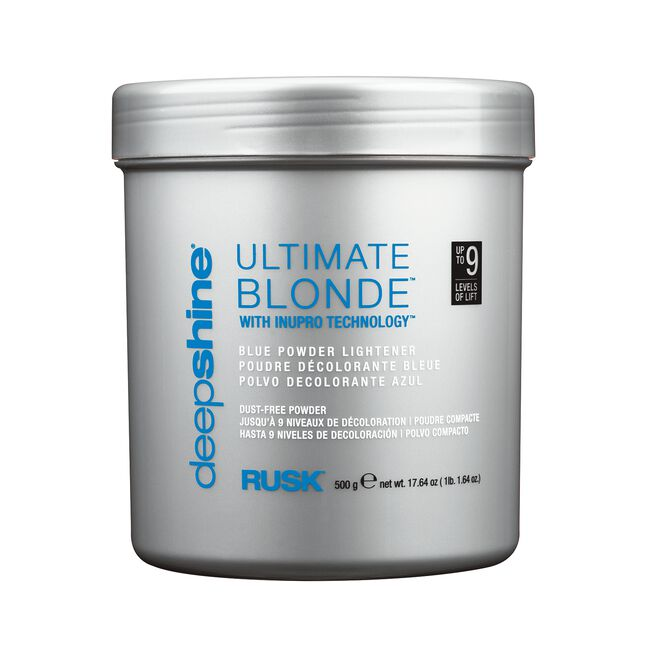 deepshine®
ULTIMATE
BLONDE™
WITH INUPRO TECHNOLOGY™
UP TO 9
LEVELS
OF LIFT
BLUE POWDER LIGHTENER
POUDRE DÉCOLORANTE BLEUE
POLVO DECOLORANTE AZUL
DUST-FREE POWDER
JUSQU'À 9 NIVEAUX DE DÉCOLORATION | POUDRE COMPACTE
HASTA 9 NIVELES DE DECOLORACIÓN | POLVO COMPACTO
RUSK™ 500 g ℮ net wt. 17.64 oz ( 1lb. 1.64 oz.)